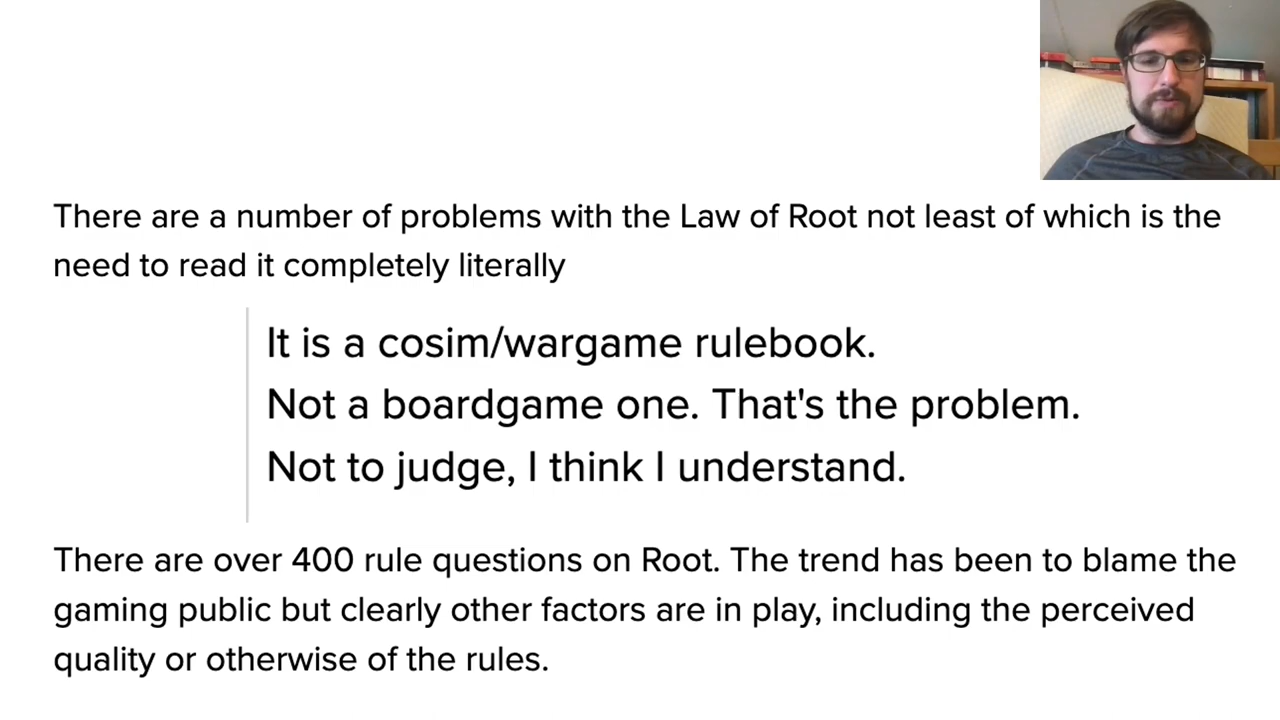 There are a number of problems with the Law of Root not least of which is the
need to read it completely literally
It is a cosim/wargame rulebook.
Not a boardgame one. That's the problem.
Not to judge, I think I understand.
There are over 400 rule questions on Root. The trend has been to blame the
gaming public but clearly other factors are in play, including the perceived
quality or otherwise of the rules.